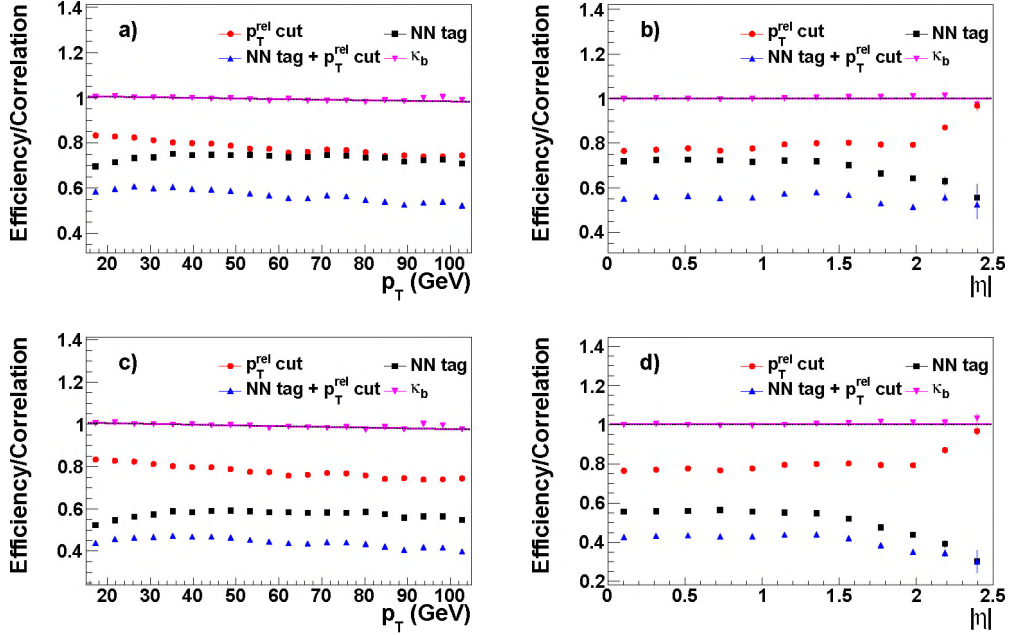 a)
p_T^rel cut
NN tag
NN tag + p_T^rel cut
κ_b
Efficiency/Correlation
1.4
1.2
1
0.8
0.6
0.4
20 30 40 50 60 70 80 90 100
p_T (GeV)
b)
p_T^rel cut
NN tag
NN tag + p_T^rel cut
κ_b
Efficiency/Correlation
1.4
1.2
1
0.8
0.6
0.4
0 0.5 1 1.5 2 2.5
|η|
c)
p_T^rel cut
NN tag
NN tag + p_T^rel cut
κ_b
Efficiency/Correlation
1.4
1.2
1
0.8
0.6
0.4
20 30 40 50 60 70 80 90 100
p_T (GeV)
d)
p_T^rel cut
NN tag
NN tag + p_T^rel cut
κ_b
Efficiency/Correlation
1.4
1.2
1
0.8
0.6
0.4
0.2
0 0.5 1 1.5 2 2.5
|η|